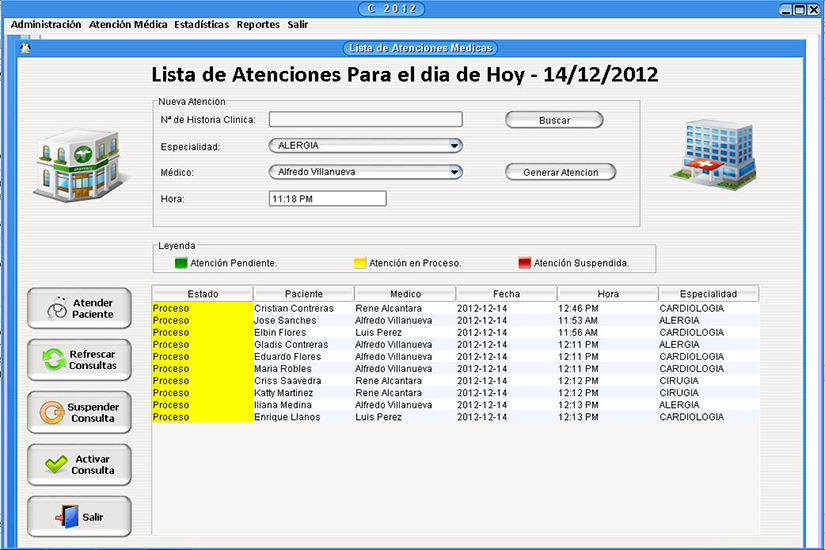 C 2012
Administración Atención Médica Estadísticas Reportes Salir
Lista de Atenciones Medicas
Lista de Atenciones Para el dia de Hoy - 14/12/2012
Nueva Atencion
Nª de Historia Clinica: Buscar
Especialidad: ALERGIA
Médico: Alfredo Villanueva Generar Atencion
Hora: 11:18 PM
Leyenda
Atención Pendiente. Atención en Proceso. Atención Suspendida.
Atender Paciente
Refrescar Consultas
Suspender Consulta
Activar Consulta
Salir
Estado Paciente Medico Fecha Hora Especialidad
Proceso Cristian Contreras Rene Alcantara 2012-12-14 12:46 PM CARDIOLOGIA
Proceso Jose Sanches Alfredo Villanueva 2012-12-14 11:53 AM ALERGIA
Proceso Elbin Flores Luis Perez 2012-12-14 11:56 AM CARDIOLOGIA
Proceso Gladis Contreras Alfredo Villanueva 2012-12-14 12:11 PM ALERGIA
Proceso Eduardo Flores Alfredo Villanueva 2012-12-14 12:11 PM CARDIOLOGIA
Proceso Maria Robles Alfredo Villanueva 2012-12-14 12:11 PM CARDIOLOGIA
Proceso Criss Saavedra Rene Alcantara 2012-12-14 12:12 PM CIRUGIA
Proceso Katty Martinez Rene Alcantara 2012-12-14 12:12 PM CIRUGIA
Proceso Iliana Medina Alfredo Villanueva 2012-12-14 12:13 PM ALERGIA
Proceso Enrique Llanos Luis Perez 2012-12-14 12:13 PM CARDIOLOGIA